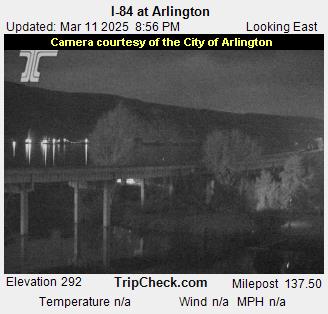 I-84 at Arlington
Updated: Mar 11 2025 8:56 PM Looking East
Camera courtesy of the City of Arlington
Elevation 292 TripCheck.com Milepost 137.50
Temperature n/a Wind n/a MPH n/a